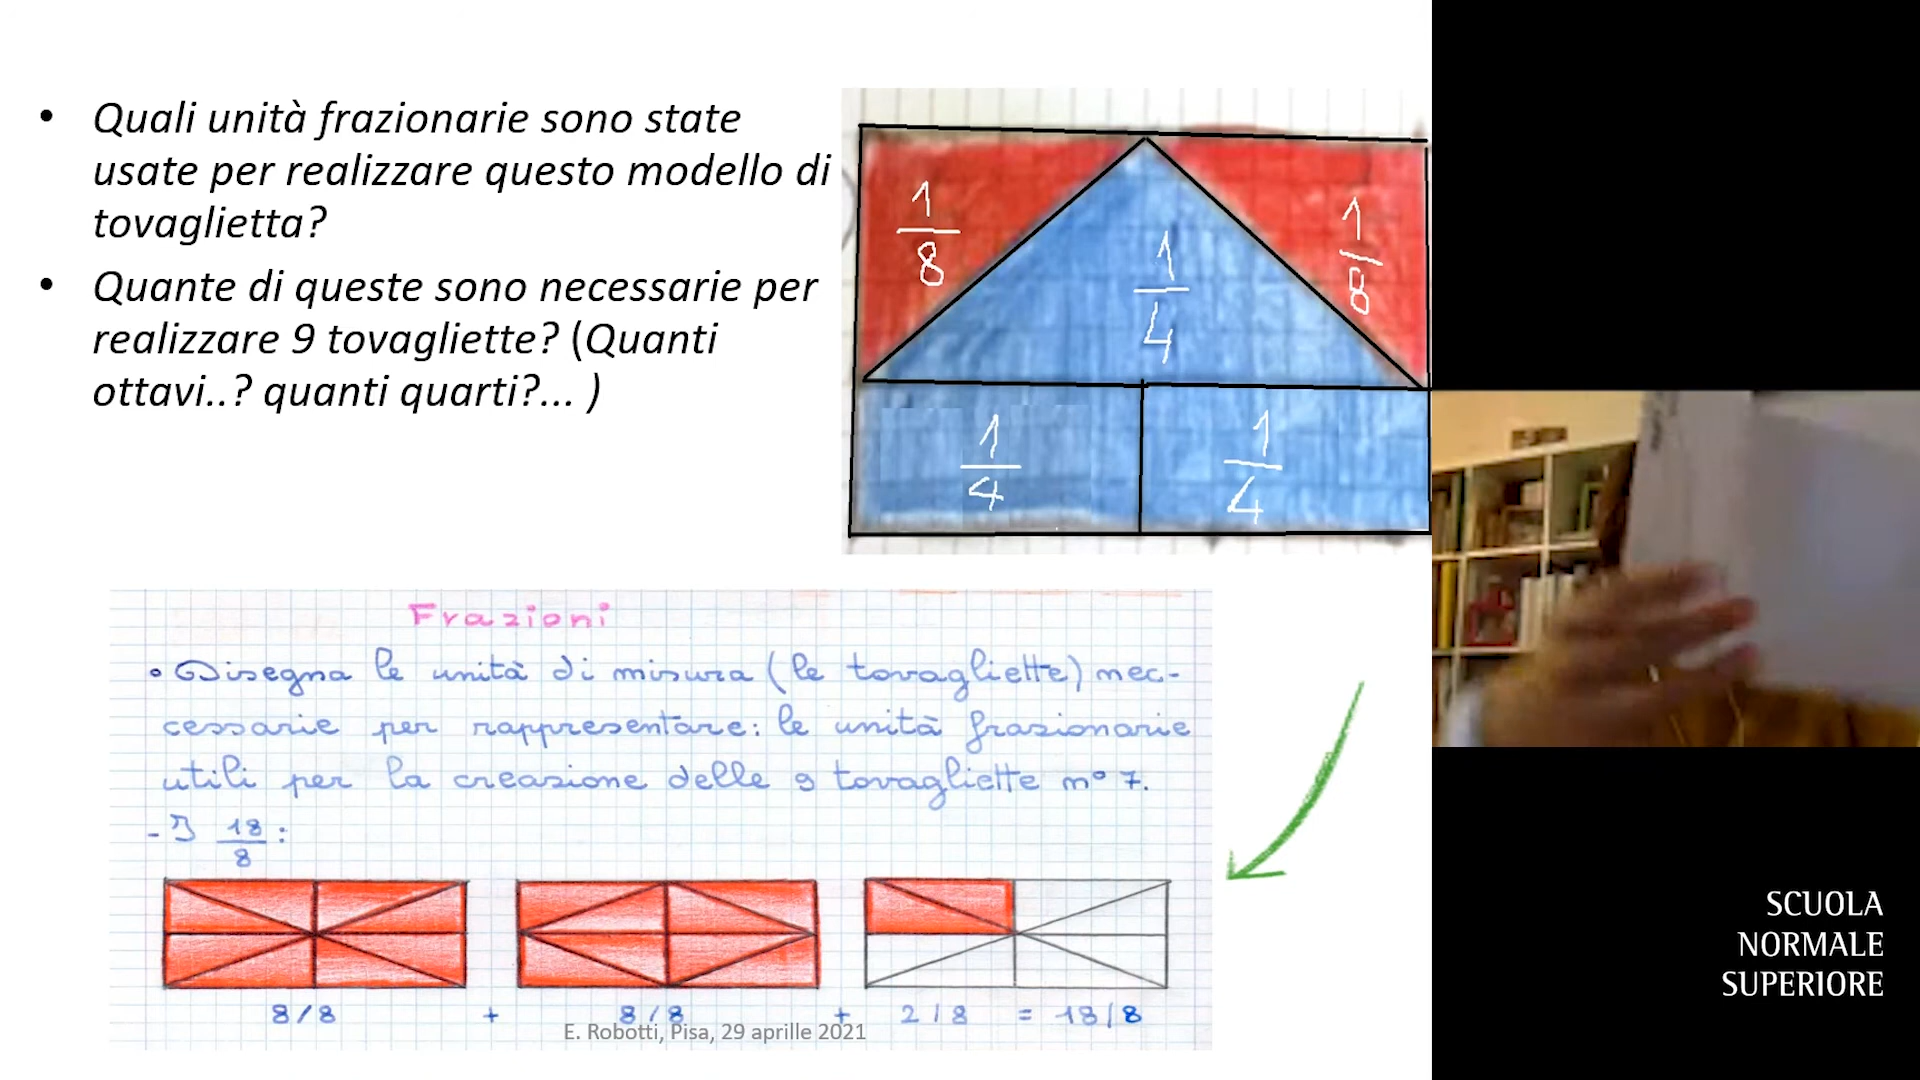 • Quali unità frazionarie sono state
usate per realizzare questo modello di
tovaglietta?
• Quante di queste sono necessarie per
realizzare 9 tovagliette? (Quanti
ottavi..? quanti quarti?... )
1/8
1/4
1/8
1/4
1/4
Frazioni
• Disegna le unità di misura (le tovagliette) nec-
cessarie per rappresentare: le unità frazionarie
utili per la creazione delle 9 tovagliette n° 7.
- I 18/8 :
8/8 + 8/8 + 2/8 = 18/8
E. Robotti, Pisa, 29 aprille 2021
SCUOLA
NORMALE
SUPERIORE